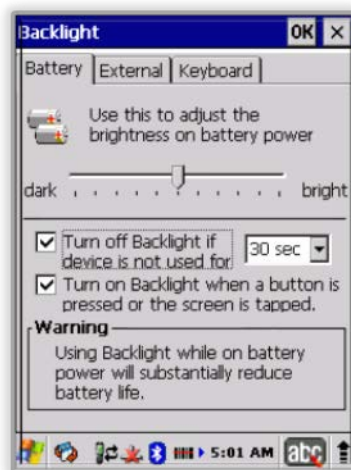 Backlight OK ×
Battery External Keyboard
Use this to adjust the
brightness on battery power
dark bright
Turn off Backlight if
device is not used for 30 sec
Turn on Backlight when a button is
pressed or the screen is tapped.
Warning
Using Backlight while on battery
power will substantially reduce
battery life.
5:01 AM abc